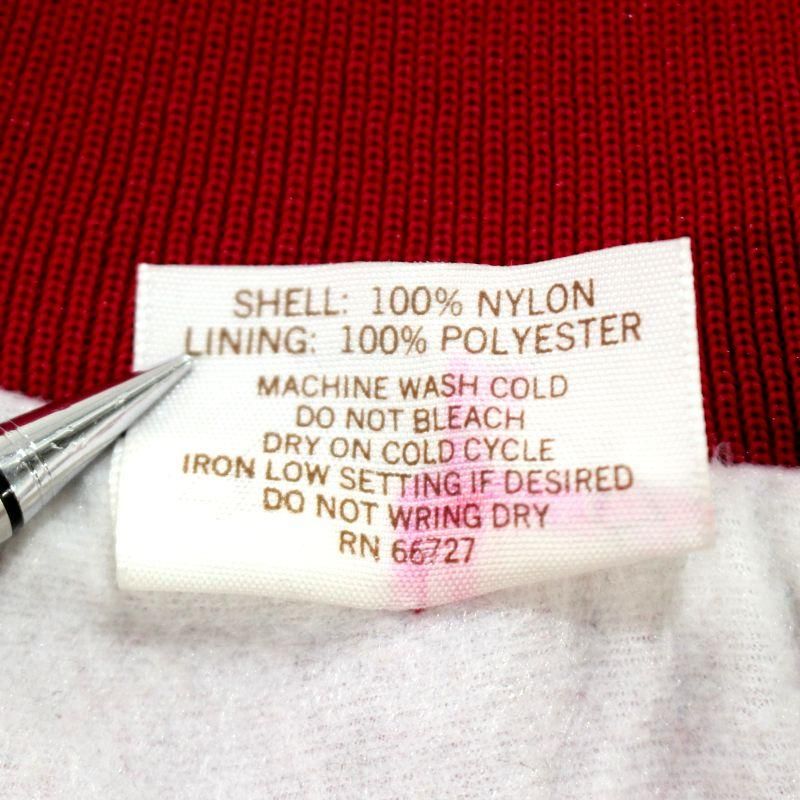 SHELL: 100% NYLON
LINING: 100% POLYESTER
MACHINE WASH COLD
DO NOT BLEACH
DRY ON COLD CYCLE
IRON LOW SETTING IF DESIRED
DO NOT WRING DRY
RN 66727